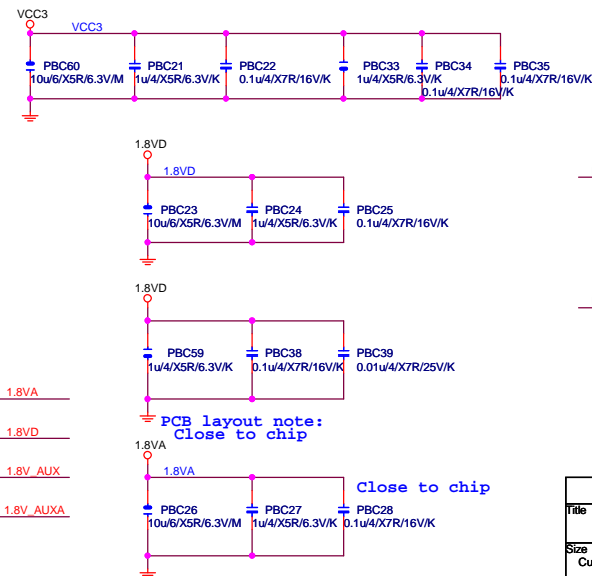 VCC3
VCC3
PBC60
10u/6/X5R/6.3V/M
PBC21
1u/4/X5R/6.3V/K
PBC22
0.1u/4/X7R/16V/K
PBC33
1u/4/X5R/6.3V/K
PBC34
0.1u/4/X7R/16V/K
PBC35
0.1u/4/X7R/16V/K
1.8VD
1.8VD
PBC23
10u/6/X5R/6.3V/M
PBC24
1u/4/X5R/6.3V/K
PBC25
0.1u/4/X7R/16V/K
1.8VD
PBC59
1u/4/X5R/6.3V/K
PBC38
0.1u/4/X7R/16V/K
PBC39
0.01u/4/X7R/25V/K
PCB layout note:
Close to chip
1.8VA
1.8VD
1.8V_AUX
1.8V_AUXA
1.8VA
1.8VA
PBC26
10u/6/X5R/6.3V/M
PBC27
1u/4/X5R/6.3V/K
PBC28
0.1u/4/X7R/16V/K
Close to chip
Title
Size
Cu